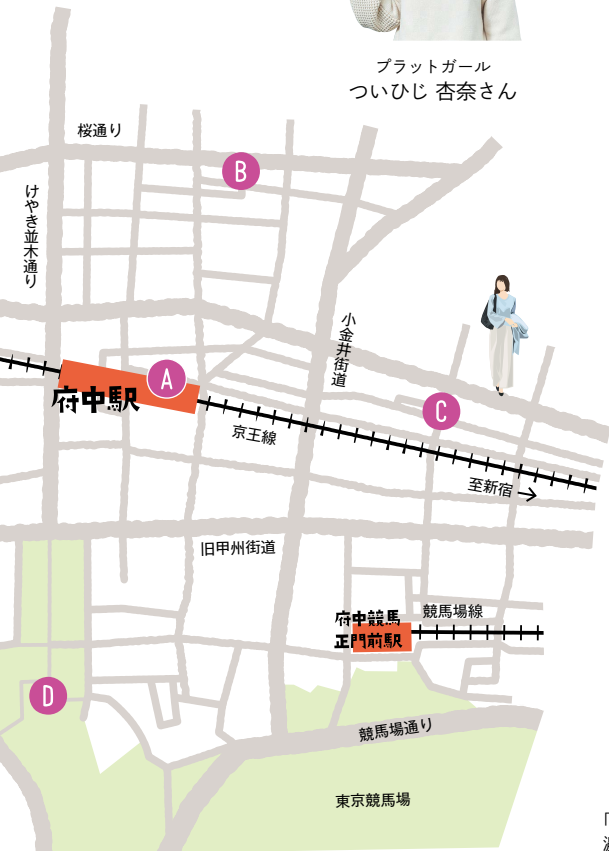 プラットガール
ついひじ 杏奈さん
桜通り
B
けやき並木通り
小金井街道
A
府中駅
C
京王線
至新宿
旧甲州街道
府中競馬
正門前駅
競馬場線
D
競馬場通り
東京競馬場
「